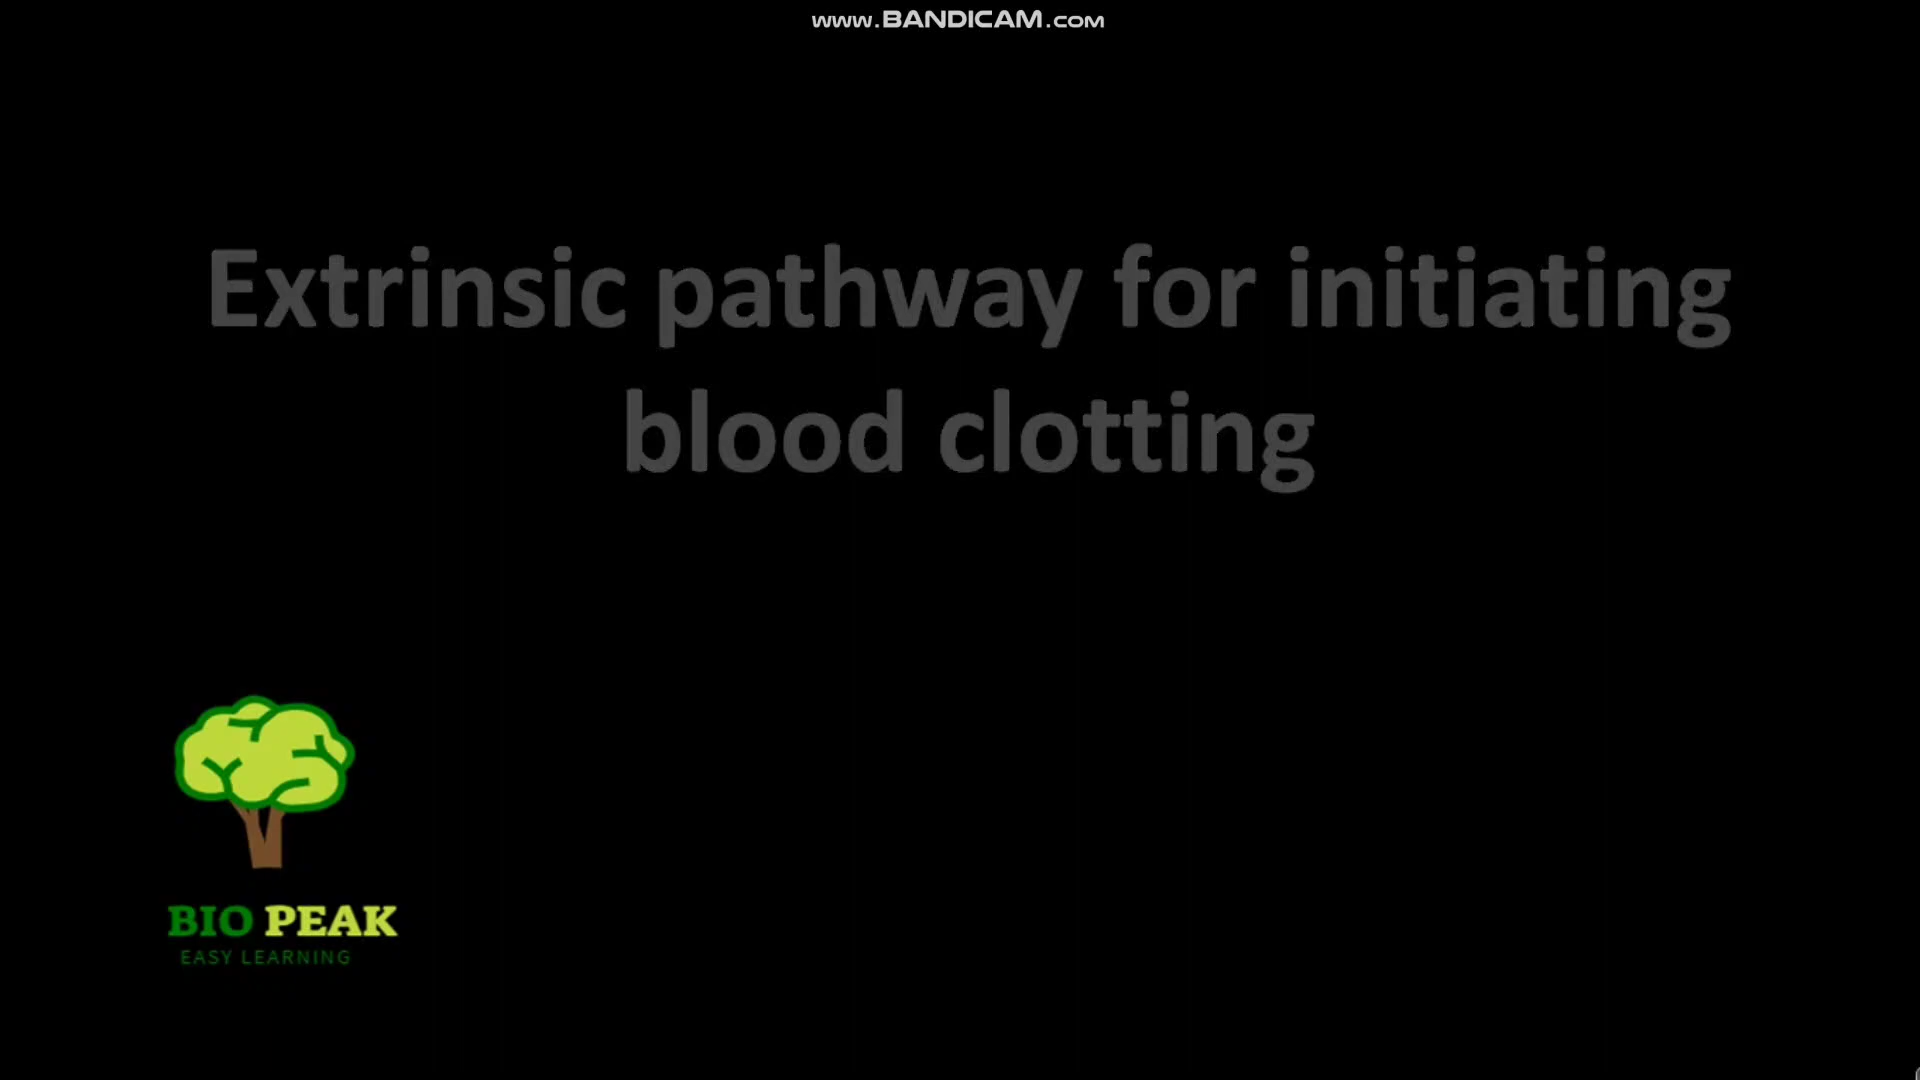 www.BANDICAM.com
Extrinsic pathway for initiating
blood clotting
BIO PEAK
EASY LEARNING